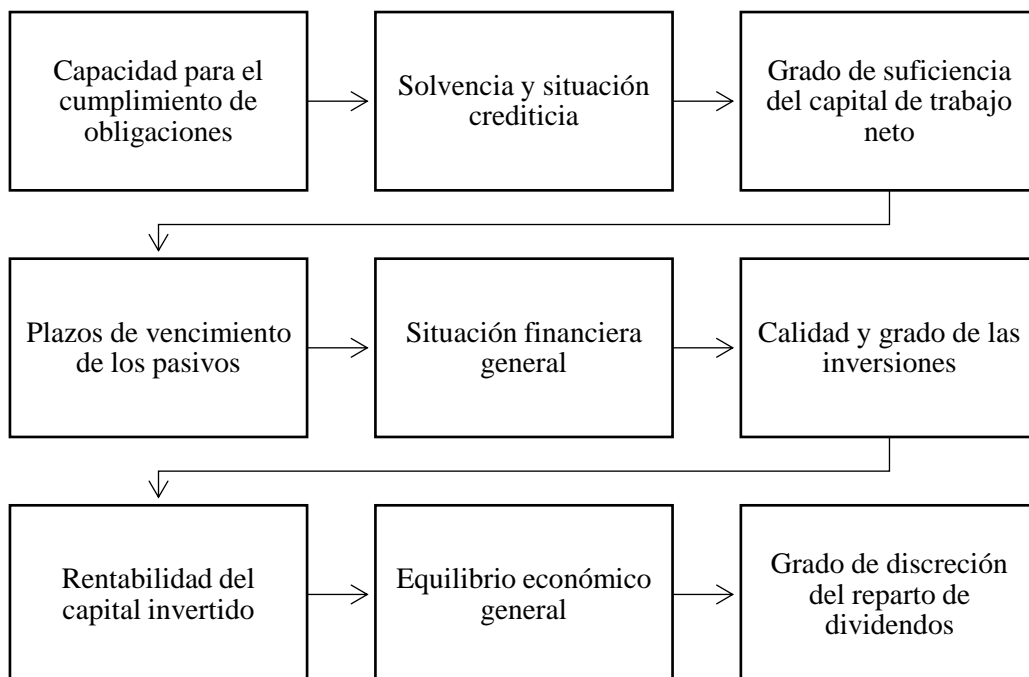 Capacidad para el
cumplimiento de
obligaciones
Solvencia y situación
crediticia
Grado de suficiencia
del capital de trabajo
neto
Plazos de vencimiento
de los pasivos
Situación financiera
general
Calidad y grado de las
inversiones
Rentabilidad del
capital invertido
Equilibrio económico
general
Grado de discreción
del reparto de
dividendos